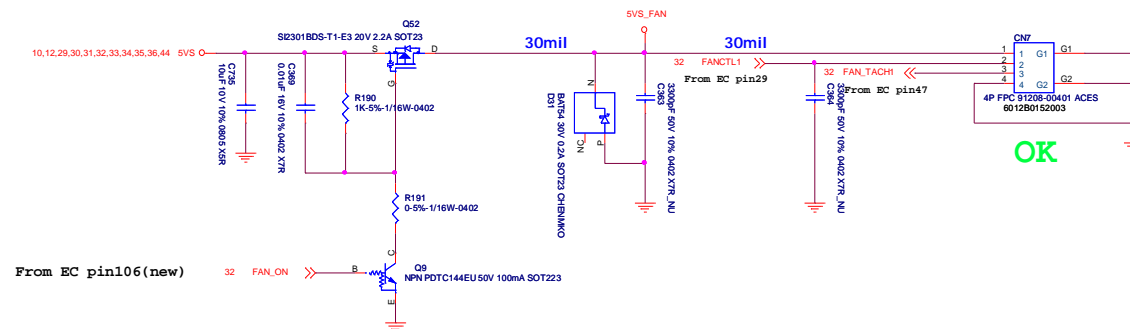 5VS_FAN
Q52
SI2301BDS-T1-E3 20V 2.2A SOT23
10,12,29,30,31,32,33,34,35,36,44 5VS
S
D
G
30mil
30mil
CN7
32 FANCTL1
From EC pin29
32 FAN_TACH1
From EC pin47
1
2
3
4
1
2
3
4
G1
G2
G1
G2
4P FPC 91208-00401 ACES
6012B0152003
OK
C735
10uF 10V 10% 0805 X5R
C369
0.01uF 16V 10% 0402 X7R
R190
1K-5%-1/16W-0402
N
NC
P
D31
BAT54 30V 0.2A SOT23 CHENMKO
C363
3300pF 50V 10% 0402 X7R_NU
C364
3300pF 50V 10% 0402 X7R_NU
R191
0-5%-1/16W-0402
From EC pin106(new)
32 FAN_ON
B
C
E
Q9
NPN PDTC144EU 50V 100mA SOT223